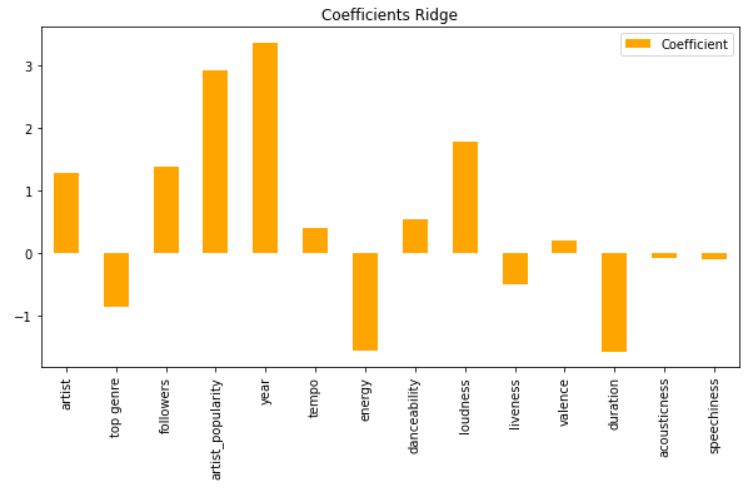 Coefficients Ridge
Coefficient
3
2
1
0
−1
artist
top genre
followers
artist_popularity
year
tempo
energy
danceability
loudness
liveness
valence
duration
acousticness
speechiness